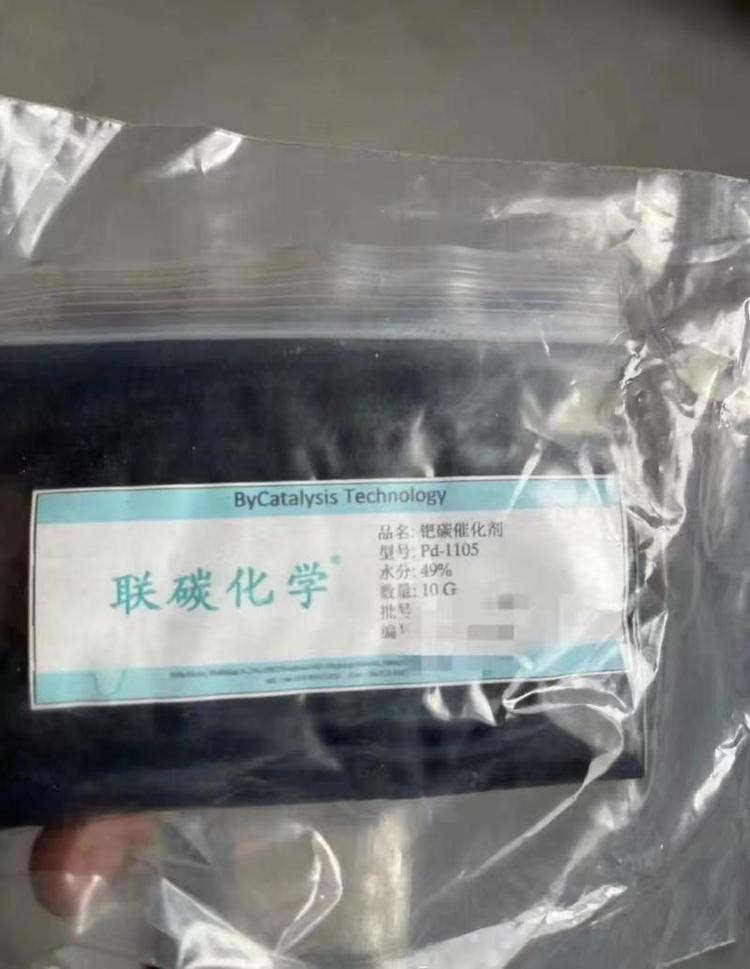 ByCatalysis Technology
联碳化学®
品名: 钯碳催化剂
型号: Pd-1105
水分: 49%
数量: 10 G
批号
编